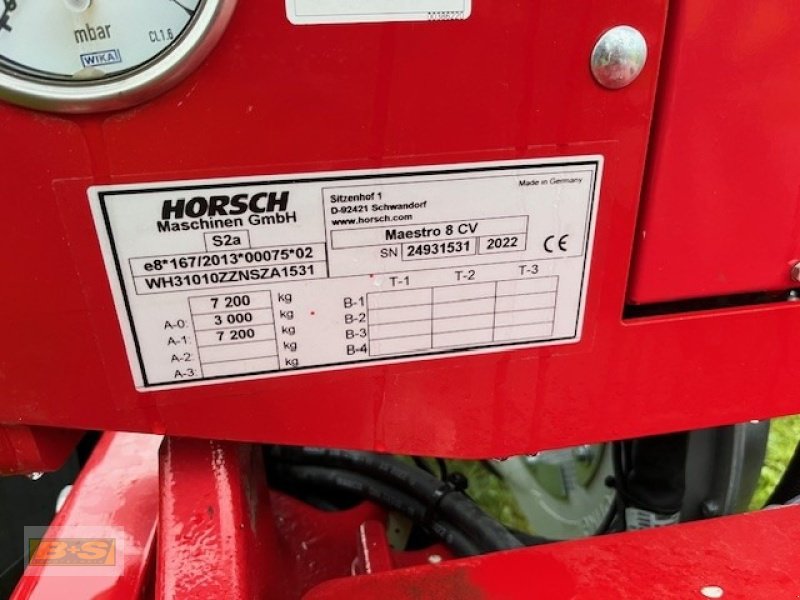 mbar
CL1.6
WIKA
00386220
HORSCH
Maschinen GmbH
S2a
e8*167/2013*00075*02
WH31010ZZNSZA1531
7 200 kg
A-0: 3 000 kg
A-1: 7 200 kg
A-2: kg
A-3: kg
Sitzenhof 1
D-92421 Schwandorf
www.horsch.com
Made in Germany
Maestro 8 CV
SN 24931531 2022 CE
T-1 T-2 T-3
B-1
B-2
B-3
B-4
B+S